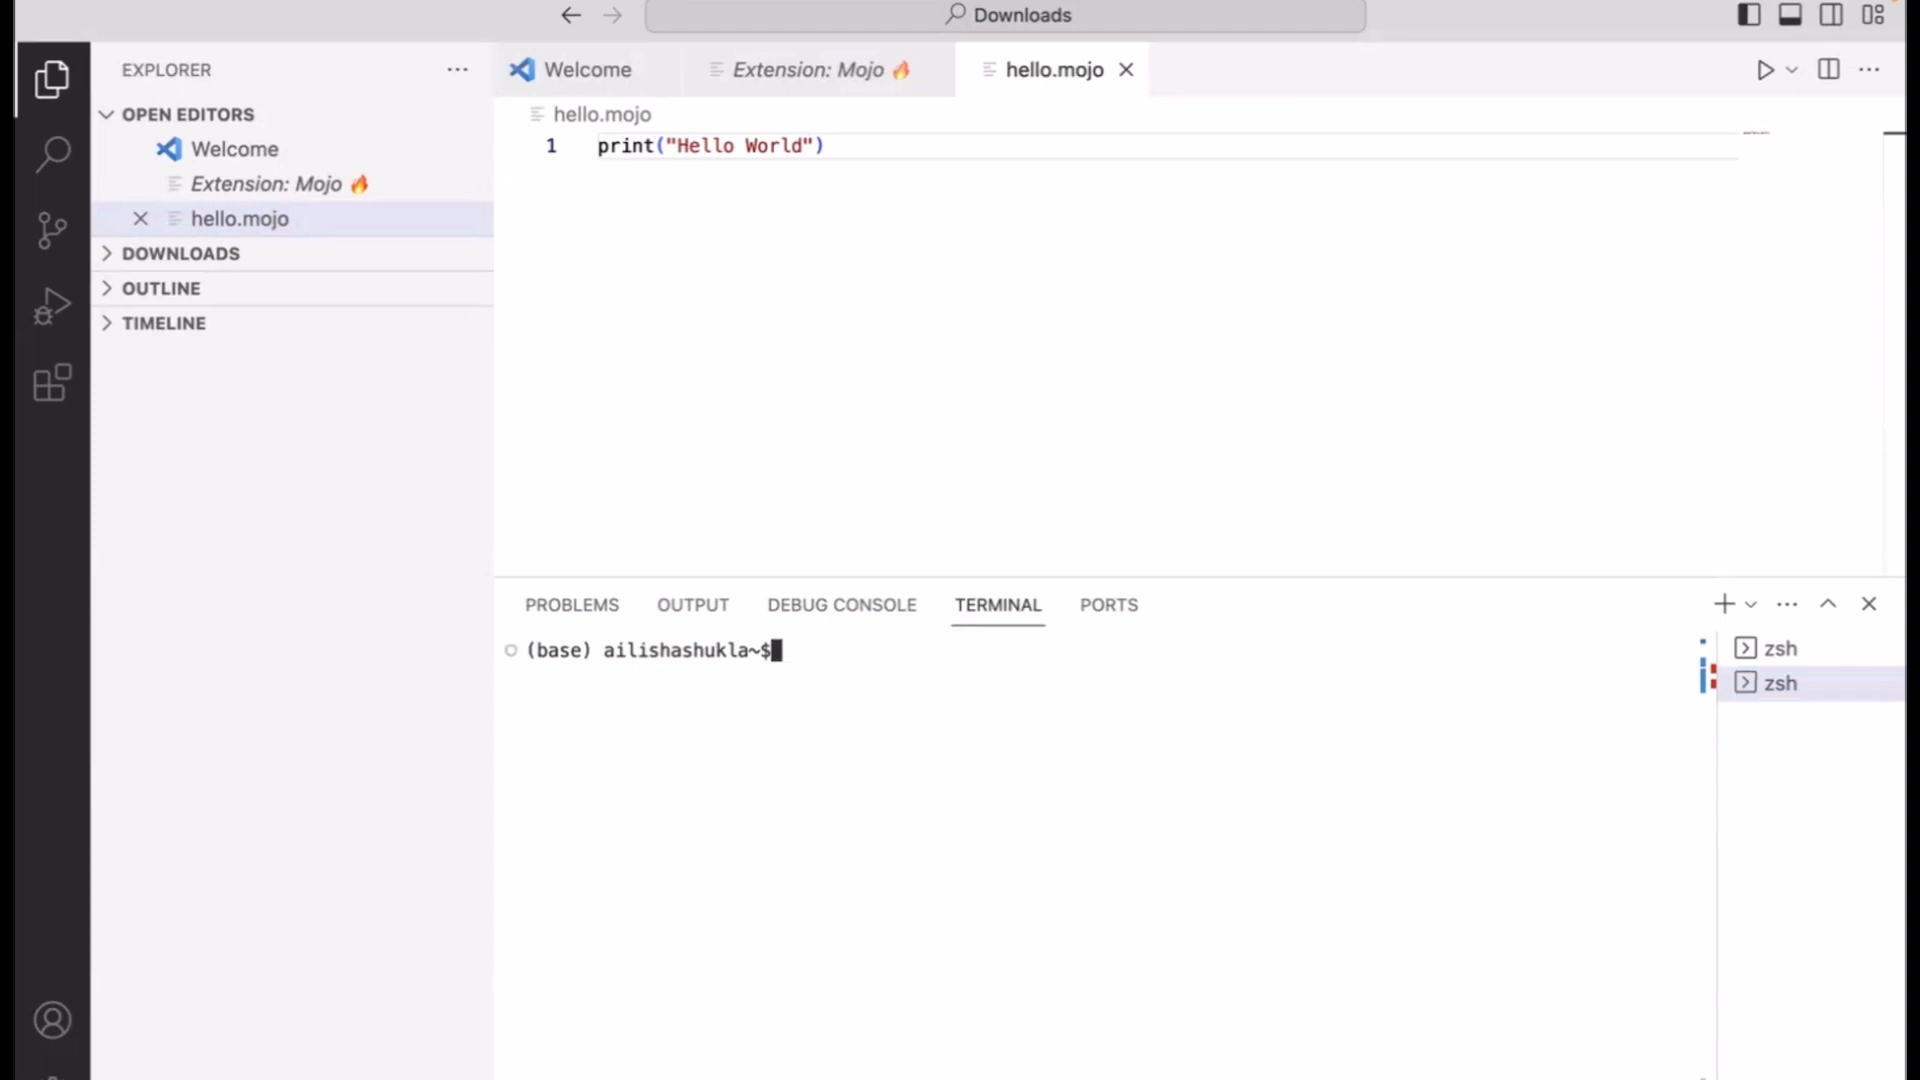 Downloads
EXPLORER
OPEN EDITORS
Welcome
Extension: Mojo 🔥
hello.mojo
DOWNLOADS
OUTLINE
TIMELINE
Welcome
Extension: Mojo 🔥
hello.mojo
hello.mojo
1 print("Hello World")
PROBLEMS OUTPUT DEBUG CONSOLE TERMINAL PORTS
(base) ailishashukla~$
zsh
zsh